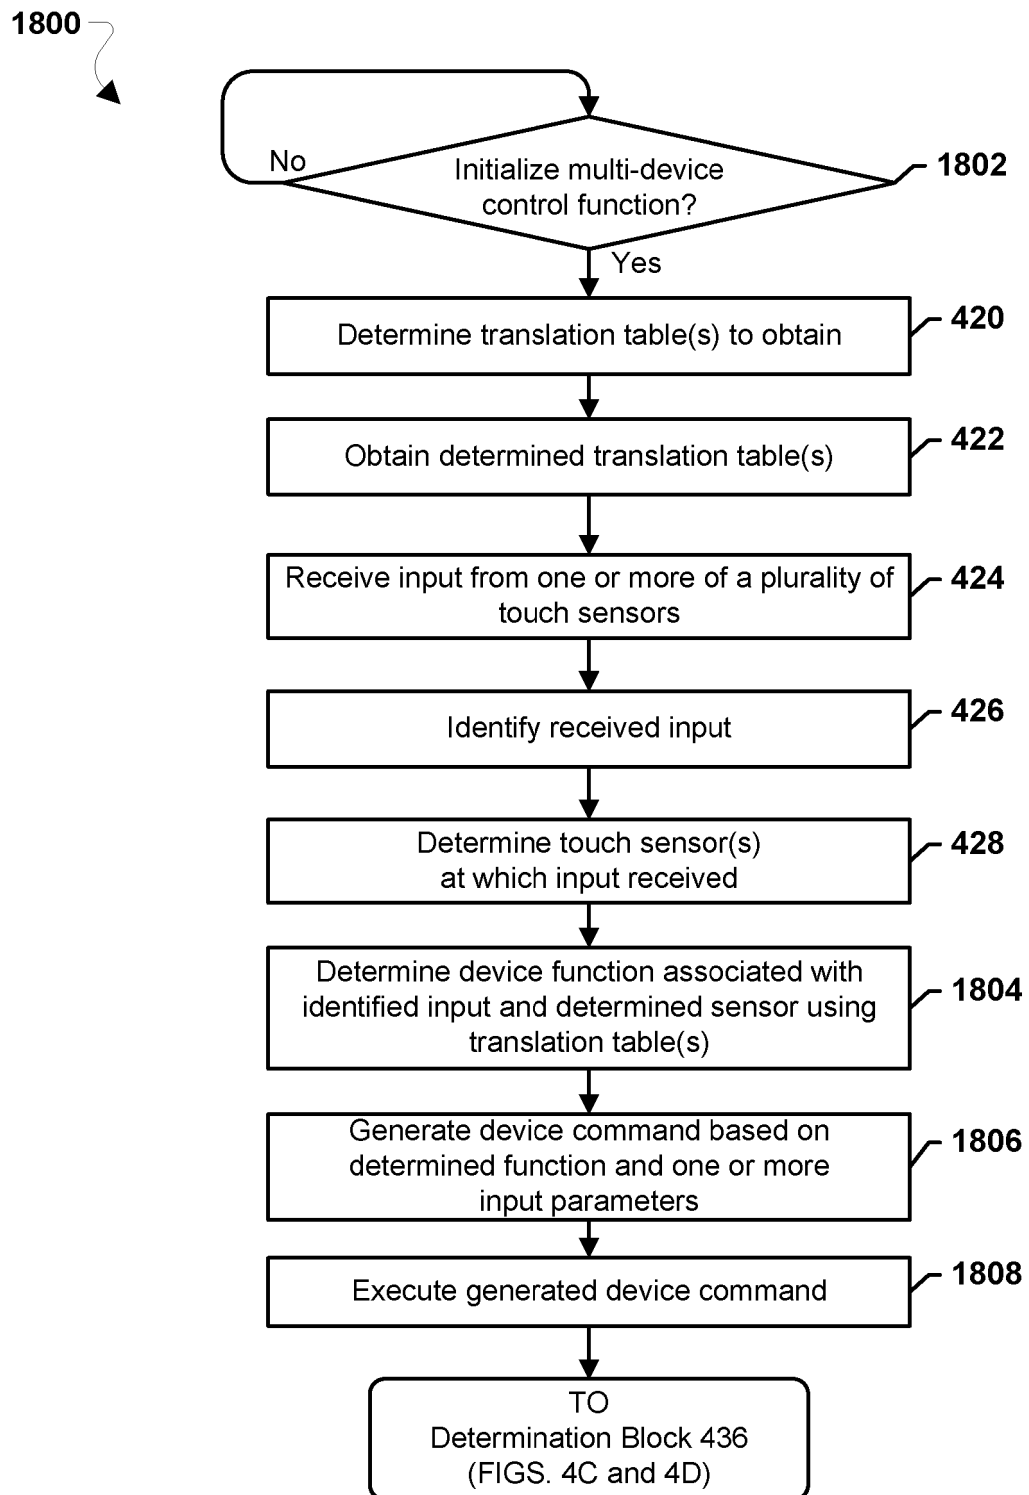 1800
No
Initialize multi-device
control function?
1802
Yes
Determine translation table(s) to obtain
420
Obtain determined translation table(s)
422
Receive input from one or more of a plurality of
touch sensors
424
Identify received input
426
Determine touch sensor(s)
at which input received
428
Determine device function associated with
identified input and determined sensor using
translation table(s)
1804
Generate device command based on
determined function and one or more
input parameters
1806
Execute generated device command
1808
TO
Determination Block 436
(FIGS. 4C and 4D)